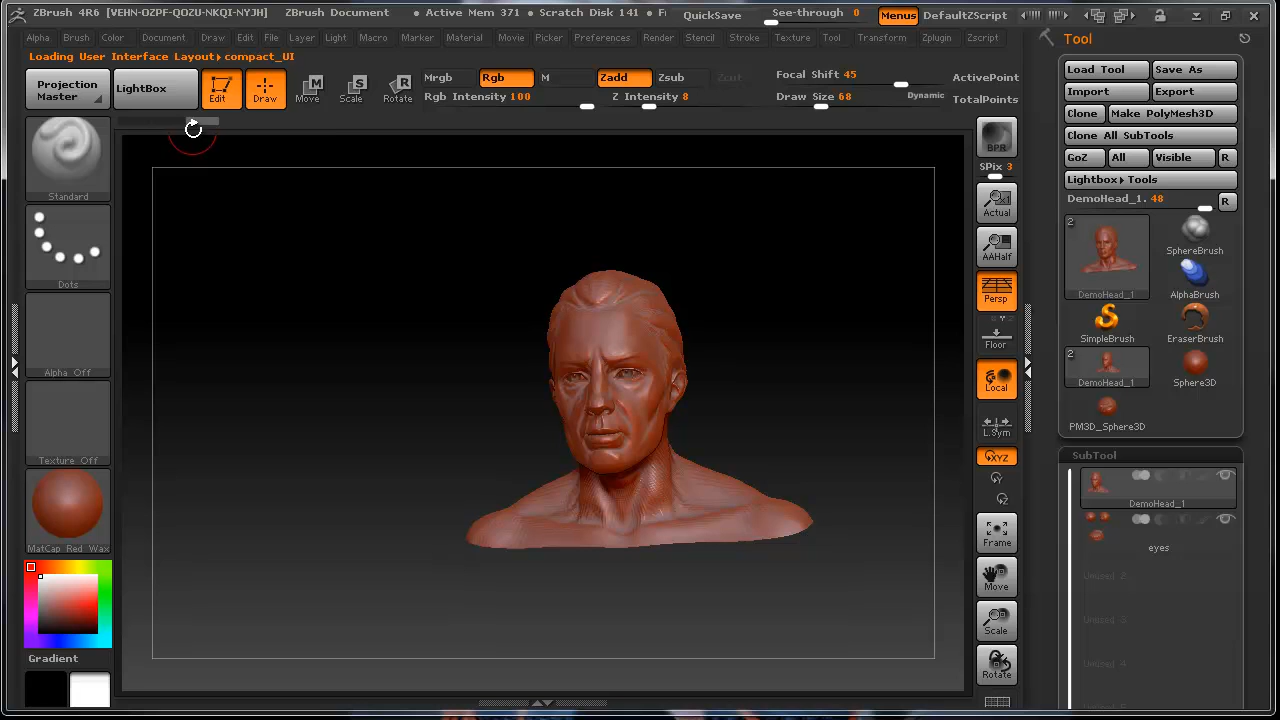 ZBrush 4R6 [VEHN-OZPF-QOZU-NKQI-NYJH] ZBrush Document • Active Mem 371 • Scratch Disk 141 • Fi QuickSave See-through 0 Menus DefaultZScript
Alpha Brush Color Document Draw Edit File Layer Light Macro Marker Material Movie Picker Preferences Render Stencil Stroke Texture Tool Transform Zplugin Zscript
Loading User Interface Layout▸compact_UI
Projection Master
LightBox
Edit
Draw
Move
Scale
Rotate
Mrgb
Rgb
M
Zadd
Zsub
Zcut
Rgb Intensity 100
Z Intensity 8
Focal Shift 45
Draw Size 68
Dynamic
ActivePoint
TotalPoints
Standard
Dots
Alpha Off
Texture Off
MatCap Red Wax
Gradient
BPR
SPix 3
Actual
AAHalf
Persp
Floor
Local
L.Sym
XYZ
Frame
Move
Scale
Rotate
Tool
Load Tool
Save As
Import
Export
Clone
Make PolyMesh3D
Clone All SubTools
GoZ
All
Visible
R
Lightbox▸Tools
DemoHead_1. 48
R
2
DemoHead_1
SphereBrush
AlphaBrush
SimpleBrush
EraserBrush
2
DemoHead_1
Sphere3D
PM3D_Sphere3D
SubTool
DemoHead_1
eyes
Unused 2